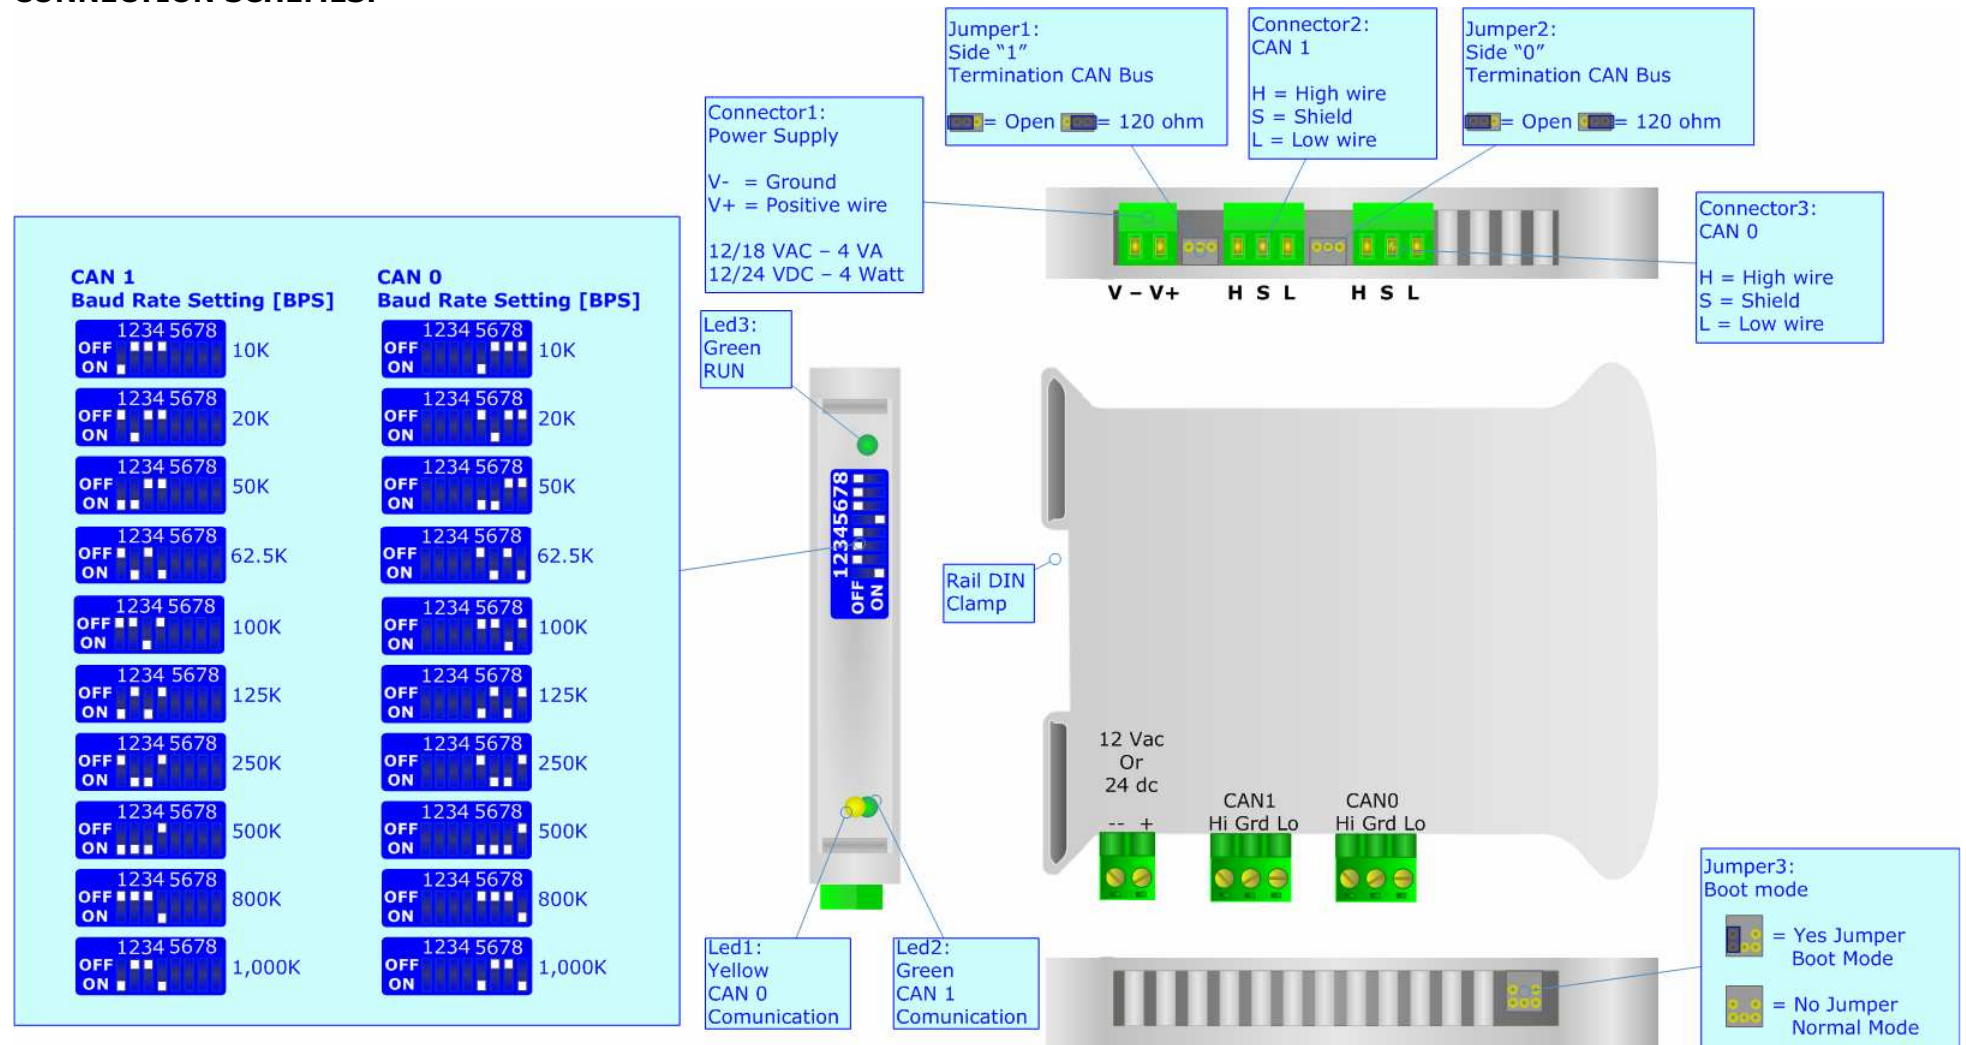 CONNECTION SCHEMES:
Jumper1:
Side “1”
Termination CAN Bus
= Open = 120 ohm
Connector2:
CAN 1
H = High wire
S = Shield
L = Low wire
Jumper2:
Side “0”
Termination CAN Bus
= Open = 120 ohm
Connector1:
Power Supply
V- = Ground
V+ = Positive wire
12/18 VAC – 4 VA
12/24 VDC – 4 Watt
Connector3:
CAN 0
H = High wire
S = Shield
L = Low wire
V – V+ H S L H S L
CAN 1
Baud Rate Setting [BPS]
1234 5678
OFF
ON
10K
1234 5678
OFF
ON
20K
1234 5678
OFF
ON
50K
1234 5678
OFF
ON
62.5K
1234 5678
OFF
ON
100K
1234 5678
OFF
ON
125K
1234 5678
OFF
ON
250K
1234 5678
OFF
ON
500K
1234 5678
OFF
ON
800K
1234 5678
OFF
ON
1,000K
CAN 0
Baud Rate Setting [BPS]
1234 5678
OFF
ON
10K
1234 5678
OFF
ON
20K
1234 5678
OFF
ON
50K
1234 5678
OFF
ON
62.5K
1234 5678
OFF
ON
100K
1234 5678
OFF
ON
125K
1234 5678
OFF
ON
250K
1234 5678
OFF
ON
500K
1234 5678
OFF
ON
800K
1234 5678
OFF
ON
1,000K
Led3:
Green
RUN
12345678
OFF
ON
Rail DIN
Clamp
12 Vac
Or
24 dc
-- +
CAN1
Hi Grd Lo
CAN0
Hi Grd Lo
Led1:
Yellow
CAN 0
Comunication
Led2:
Green
CAN 1
Comunication
Jumper3:
Boot mode
= Yes Jumper
Boot Mode
= No Jumper
Normal Mode